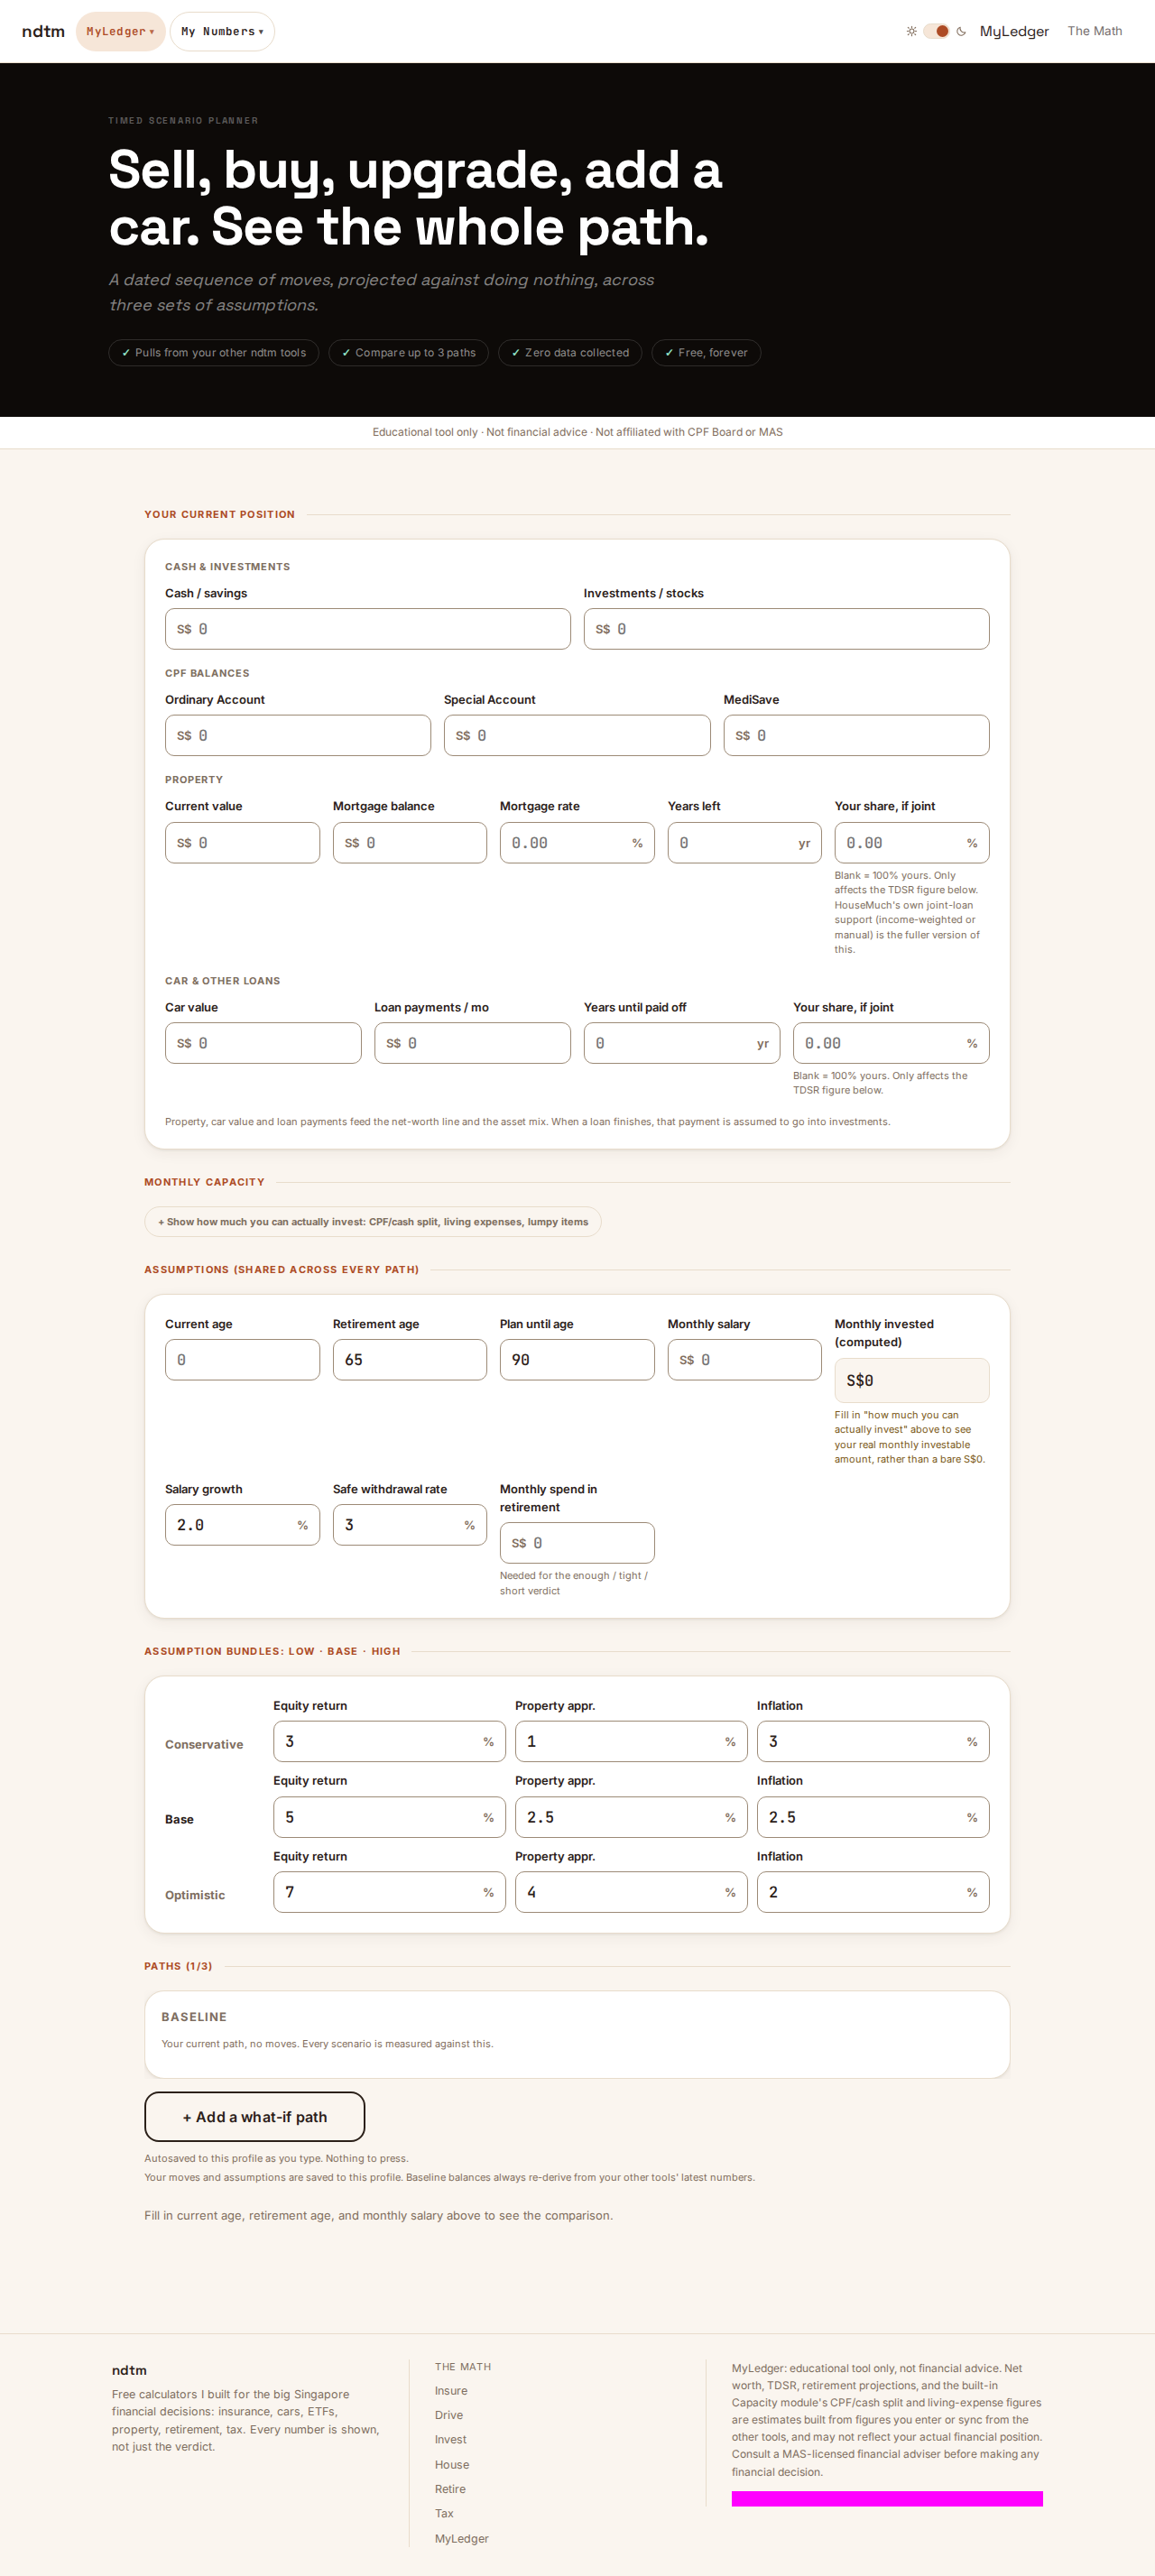 ndtm
MyLedger ▾
My Numbers ▾
MyLedger
The Math
TIMED SCENARIO PLANNER
Sell, buy, upgrade, add a
car. See the whole path.
A dated sequence of moves, projected against doing nothing, across
three sets of assumptions.
✓ Pulls from your other ndtm tools
✓ Compare up to 3 paths
✓ Zero data collected
✓ Free, forever
Educational tool only · Not financial advice · Not affiliated with CPF Board or MAS
YOUR CURRENT POSITION
CASH & INVESTMENTS
Cash / savings
Investments / stocks
S$ 0
S$ 0
CPF BALANCES
Ordinary Account
Special Account
MediSave
S$ 0
S$ 0
S$ 0
PROPERTY
Current value
Mortgage balance
Mortgage rate
Years left
Your share, if joint
S$ 0
S$ 0
0.00 %
0 yr
0.00 %
Blank = 100% yours. Only
affects the TDSR figure below.
HouseMuch's own joint-loan
support (income-weighted or
manual) is the fuller version of
this.
CAR & OTHER LOANS
Car value
Loan payments / mo
Years until paid off
Your share, if joint
S$ 0
S$ 0
0 yr
0.00 %
Blank = 100% yours. Only affects the
TDSR figure below.
Property, car value and loan payments feed the net-worth line and the asset mix. When a loan finishes, that payment is assumed to go into investments.
MONTHLY CAPACITY
+ Show how much you can actually invest: CPF/cash split, living expenses, lumpy items
ASSUMPTIONS (SHARED ACROSS EVERY PATH)
Current age
Retirement age
Plan until age
Monthly salary
Monthly invested
(computed)
0
65
90
S$ 0
S$0
Fill in "how much you can
actually invest" above to see
your real monthly investable
amount, rather than a bare S$0.
Salary growth
Safe withdrawal rate
Monthly spend in
retirement
2.0 %
3 %
S$ 0
Needed for the enough / tight /
short verdict
ASSUMPTION BUNDLES: LOW · BASE · HIGH
Equity return
Property appr.
Inflation
Conservative
3 %
1 %
3 %
Equity return
Property appr.
Inflation
Base
5 %
2.5 %
2.5 %
Equity return
Property appr.
Inflation
Optimistic
7 %
4 %
2 %
PATHS (1/3)
BASELINE
Your current path, no moves. Every scenario is measured against this.
+ Add a what-if path
Autosaved to this profile as you type. Nothing to press.
Your moves and assumptions are saved to this profile. Baseline balances always re-derive from your other tools' latest numbers.
Fill in current age, retirement age, and monthly salary above to see the comparison.
ndtm
Free calculators I built for the big Singapore
financial decisions: insurance, cars, ETFs,
property, retirement, tax. Every number is shown,
not just the verdict.
THE MATH
Insure
Drive
Invest
House
Retire
Tax
MyLedger
MyLedger: educational tool only, not financial advice. Net
worth, TDSR, retirement projections, and the built-in
Capacity module's CPF/cash split and living-expense figures
are estimates built from figures you enter or sync from the
other tools, and may not reflect your actual financial position.
Consult a MAS-licensed financial adviser before making any
financial decision.